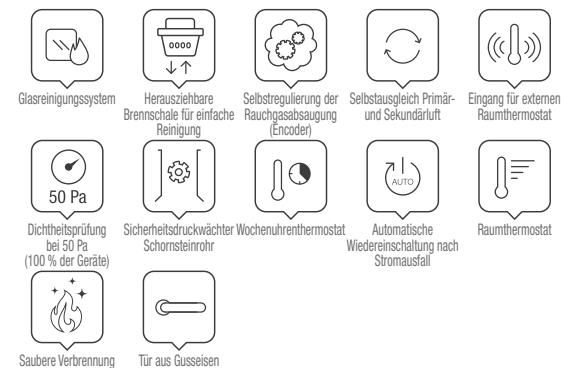 Glasreinigungssystem
Herausziehbare
Brennschale für einfache
Reinigung
Selbstregulierung der
Rauchgasabsaugung
(Encoder)
Selbstausgleich Primär-
und Sekundärluft
Eingang für externen
Raumthermostat
50 Pa
Dichtheitsprüfung
bei 50 Pa
(100 % der Geräte)
Sicherheitsdruckwächter
Schornsteinrohr
Wochenuhrenthermostat
AUTO
Automatische
Wiedereinschaltung nach
Stromausfall
Raumthermostat
Saubere Verbrennung
Tür aus Gusseisen